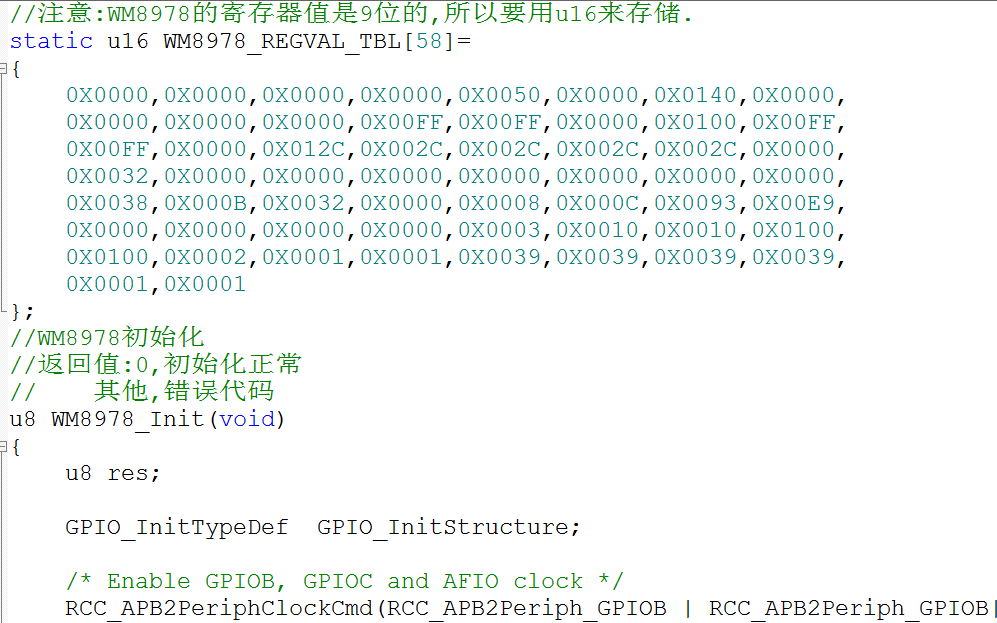 //注意:WM8978的寄存器值是9位的,所以要用u16来存储.
static u16 WM8978_REGVAL_TBL[58]=
{
0X0000,0X0000,0X0000,0X0000,0X0050,0X0000,0X0140,0X0000,
0X0000,0X0000,0X0000,0X00FF,0X00FF,0X0000,0X0100,0X00FF,
0X00FF,0X0000,0X012C,0X002C,0X002C,0X002C,0X002C,0X0000,
0X0032,0X0000,0X0000,0X0000,0X0000,0X0000,0X0000,0X0000,
0X0038,0X000B,0X0032,0X0000,0X0008,0X000C,0X0093,0X00E9,
0X0000,0X0000,0X0000,0X0000,0X0003,0X0010,0X0010,0X0100,
0X0100,0X0002,0X0001,0X0001,0X0039,0X0039,0X0039,0X0039,
0X0001,0X0001
};
//WM8978初始化
//返回值:0,初始化正常
//    其他,错误代码
u8 WM8978_Init(void)
{
u8 res;
GPIO_InitTypeDef  GPIO_InitStructure;
/* Enable GPIOB, GPIOC and AFIO clock */
RCC_APB2PeriphClockCmd(RCC_APB2Periph_GPIOB | RCC_APB2Periph_GPIOB|